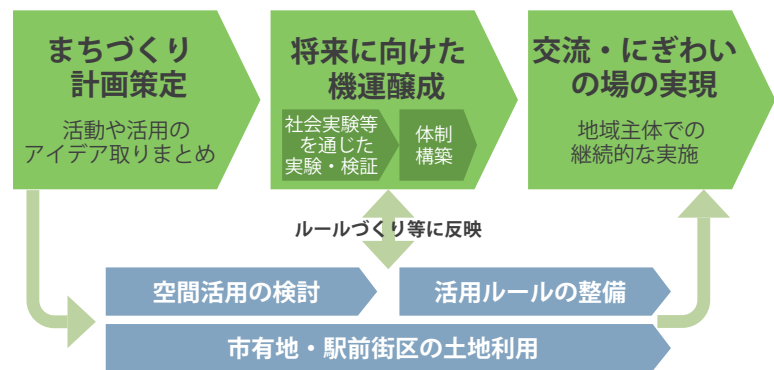 まちづくり
計画策定
活動や活用の
アイデア取りまとめ
将来に向けた
機運醸成
社会実験等
を通じた
実験・検証
体制
構築
交流・にぎわい
の場の実現
地域主体での
継続的な実施
ルールづくり等に反映
空間活用の検討
活用ルールの整備
市有地・駅前街区の土地利用